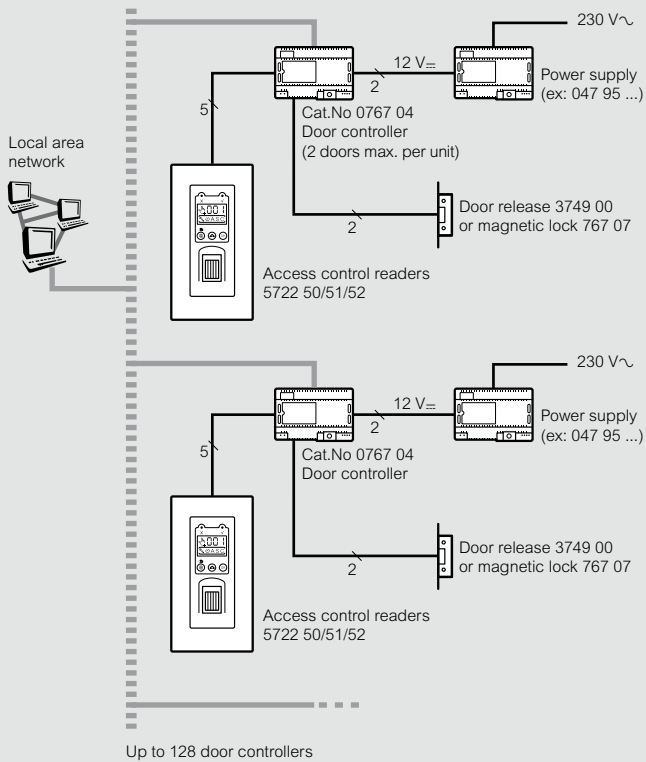 230 V~
12 V⎓
2
Power supply
(ex: 047 95 ...)
5
Cat.No 0767 04
Door controller
(2 doors max. per unit)
Local area
network
001
2
Door release 3749 00
or magnetic lock 767 07
Access control readers
5722 50/51/52
230 V~
12 V⎓
2
Power supply
(ex: 047 95 ...)
5
Cat.No 0767 04
Door controller
001
2
Door release 3749 00
or magnetic lock 767 07
Access control readers
5722 50/51/52
Up to 128 door controllers